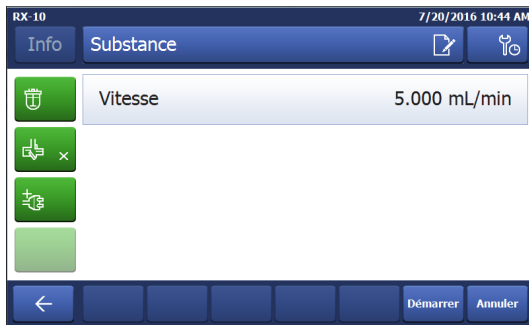 RX-10 7/20/2016 10:44 AM
Info Substance
Vitesse 5.000 mL/min
Démarrer Annuler